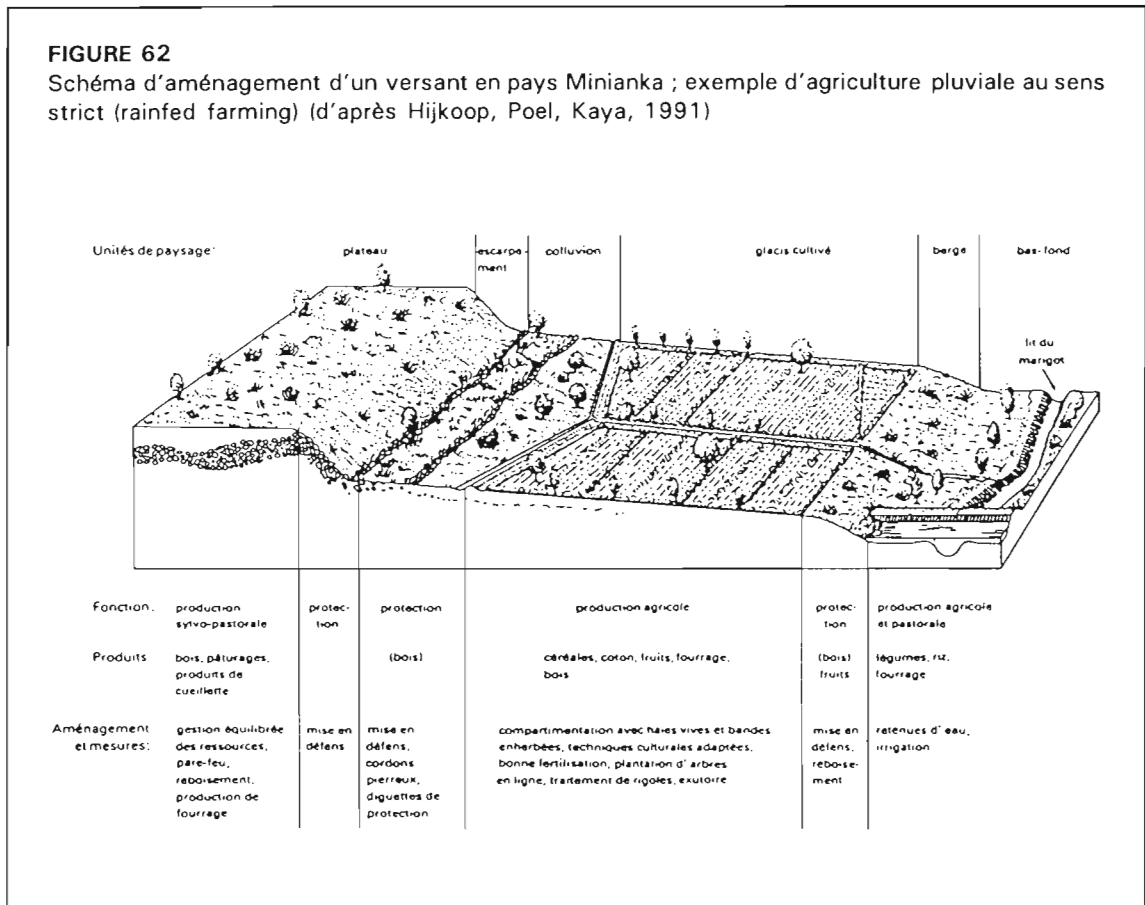 FIGURE 62
Schéma d'aménagement d'un versant en pays Minianka ; exemple d'agriculture pluviale au sens
strict (rainfed farming) (d'après Hijkoop, Poel, Kaya, 1991)
Unités de paysage:
plateau
escarpe-
ment
colluvion
glacis cultivé
berge
bas-fond
lit du
marigot
Fonction:
production
sylvo-pastorale
protec-
tion
protection
production agricole
protec-
tion
production agricole
et pastorale
Produits
bois, pâturages,
produits de
cueillette
(bois)
céréales, coton, fruits, fourrage,
bois
(bois)
fruits
légumes, riz,
fourrage
Aménagement
et mesures:
gestion équilibrée
des ressources,
pare-feu,
reboisement,
production de
fourrage
mise en
défens
mise en
défens,
cordons
pierreux,
diguettes de
protection
compartimentation avec haies vives et bandes
enherbées, techniques culturales adaptées,
bonne fertilisation, plantation d'arbres
en ligne, traitement de rigoles, exutoire
mise en
défens,
reboise-
ment
retenues d'eau,
irrigation